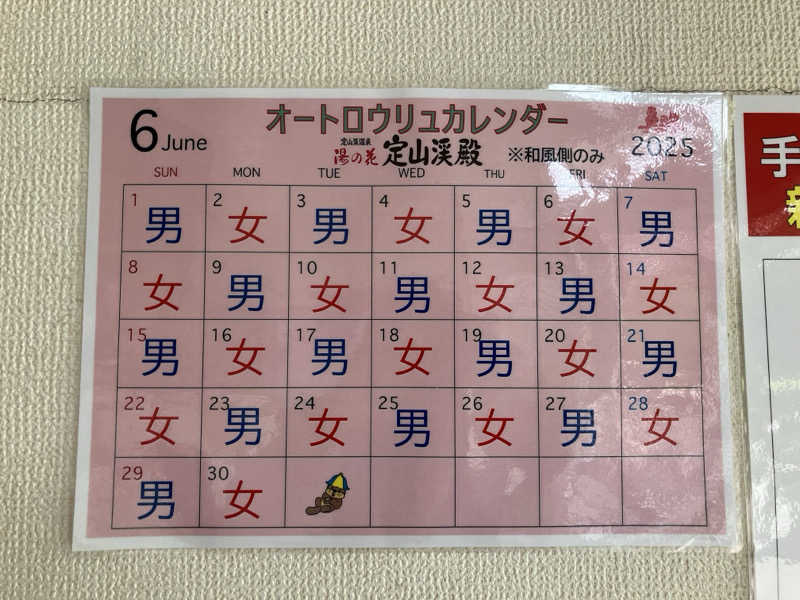 6 June
オートロウリュカレンダー
定山渓温泉
湯の花 定山渓殿 ※和風側のみ 2025
SUN MON TUE WED THU FRI SAT
1 2 3 4 5 6 7
男 女 男 女 男 女 男
8 9 10 11 12 13 14
女 男 女 男 女 男 女
15 16 17 18 19 20 21
男 女 男 女 男 女 男
22 23 24 25 26 27 28
女 男 女 男 女 男 女
29 30
男 女
手